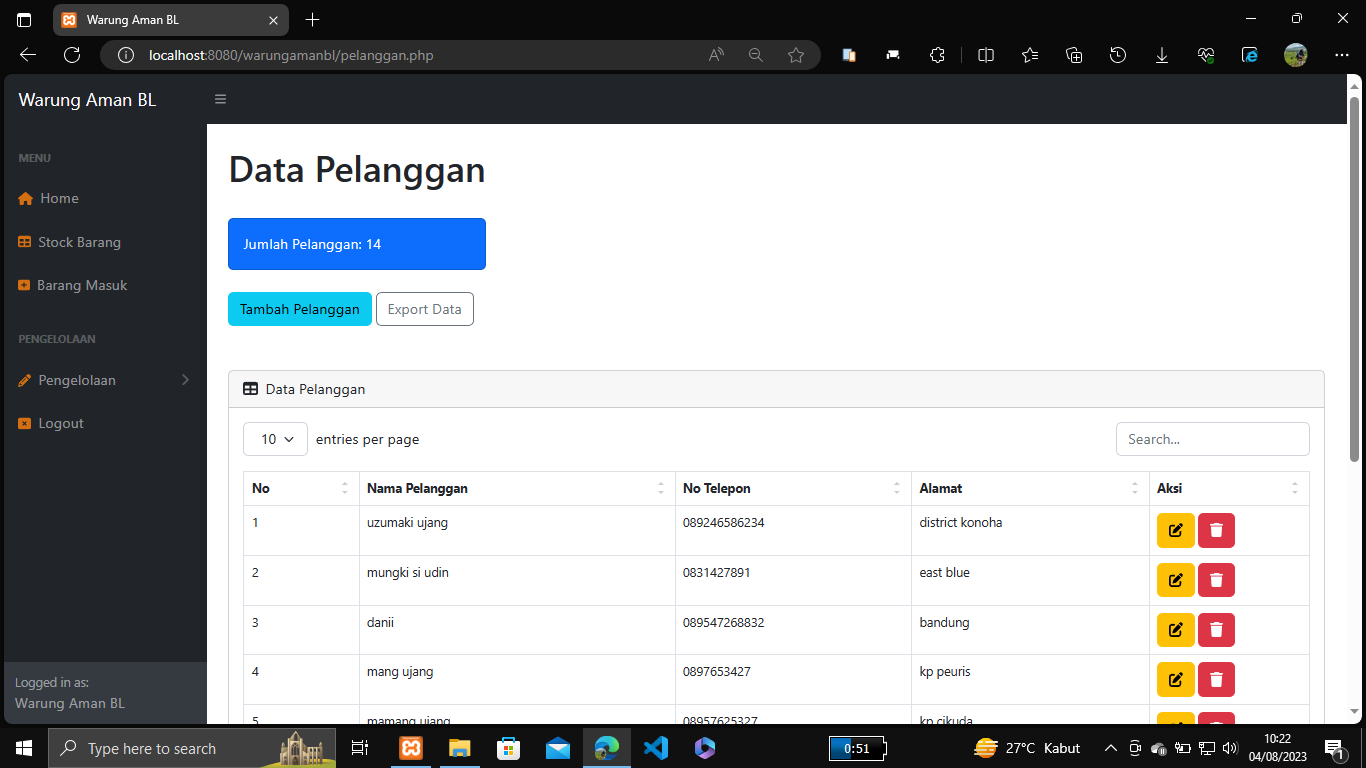 Warung Aman BL
localhost:8080/warungamanbl/pelanggan.php
Warung Aman BL
MENU
Home
Stock Barang
Barang Masuk
PENGELOLAAN
Pengelolaan
Logout
Logged in as:
Warung Aman BL
Data Pelanggan
Jumlah Pelanggan: 14
Tambah Pelanggan Export Data
Data Pelanggan
10 entries per page Search...
No Nama Pelanggan No Telepon Alamat Aksi
1 uzumaki ujang 089246586234 district konoha
2 mungki si udin 0831427891 east blue
3 danii 089547268832 bandung
4 mang ujang 0897653427 kp peuris
5 mamang ujang 08957625327 kp cikuda
Type here to search 0:51 27°C Kabut 10:22
04/08/2023 1